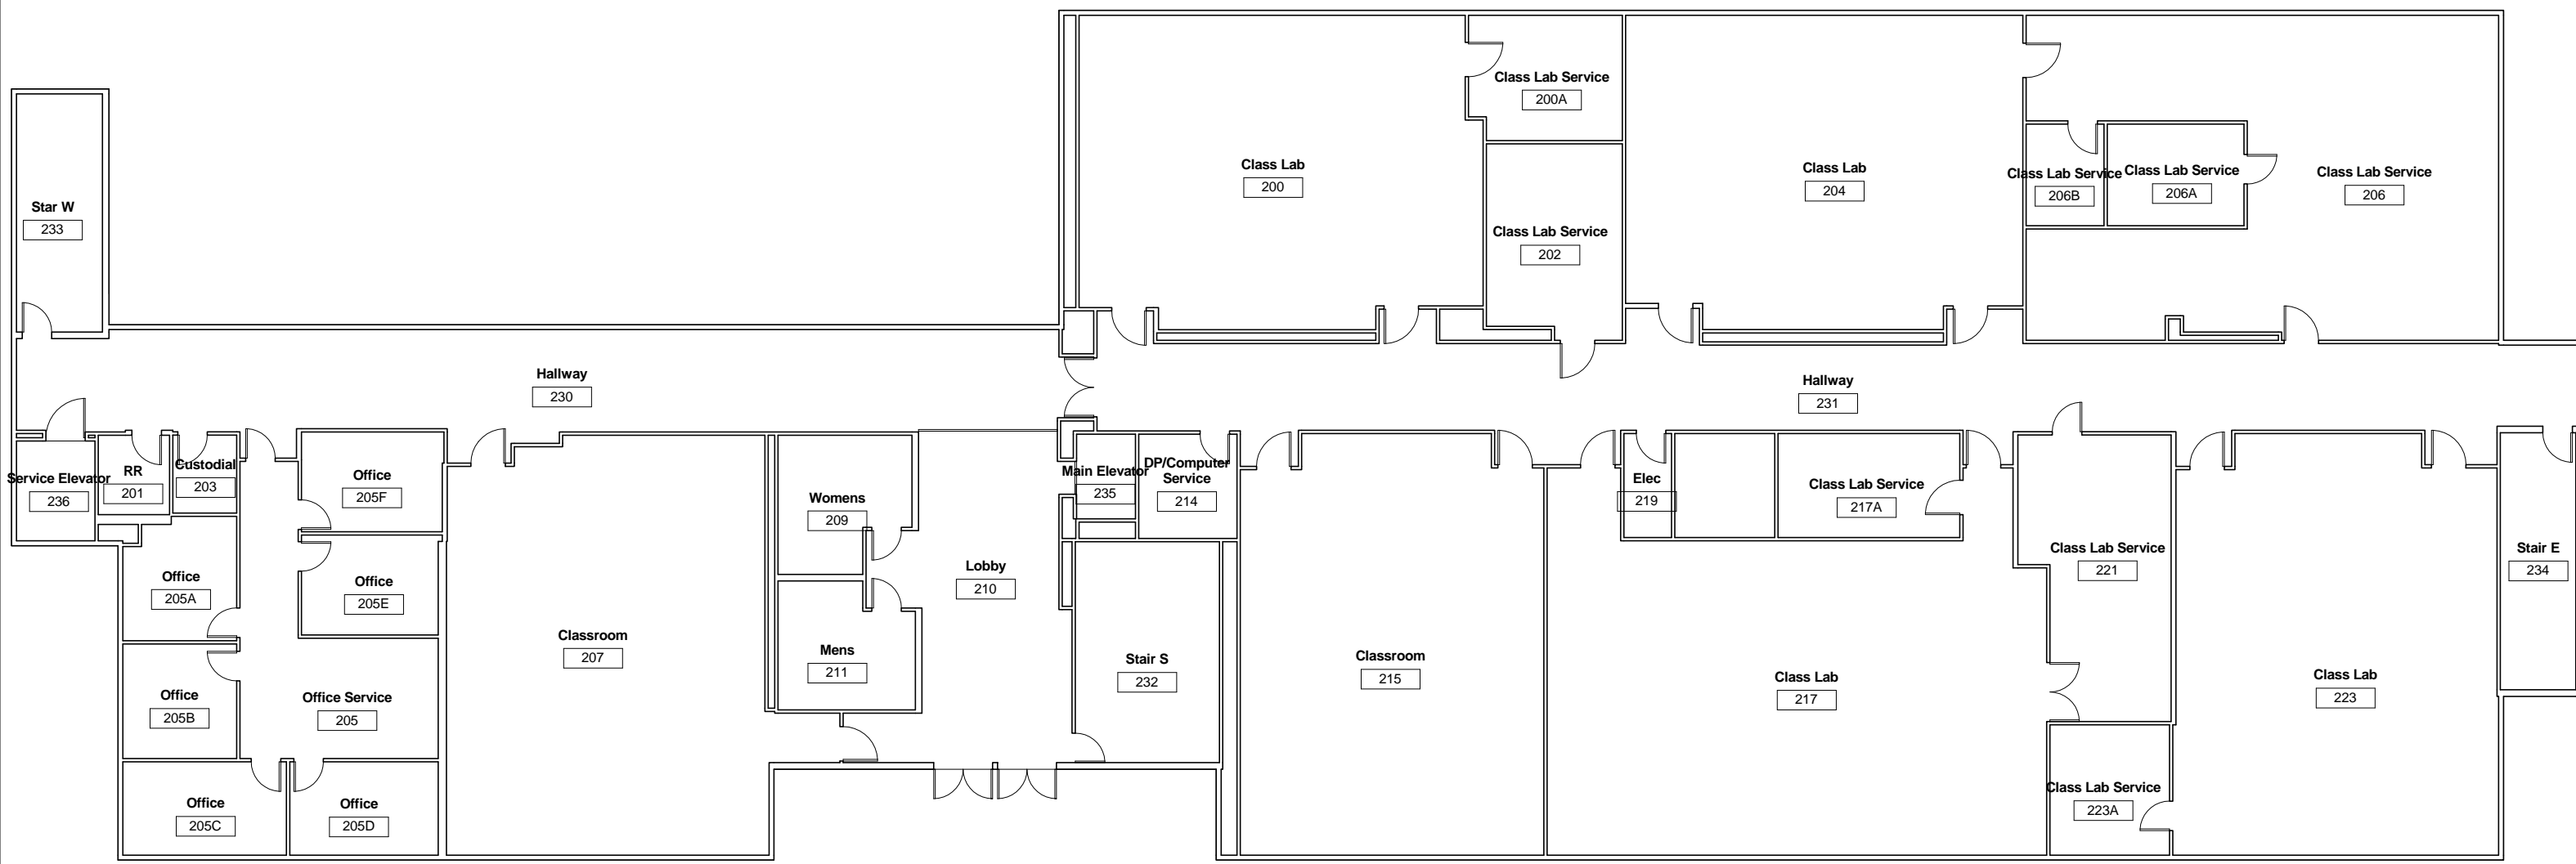 Class Lab Service
200A
Class Lab
200
Class Lab
204
Class Lab Service
206B
Class Lab Service
206A
Class Lab Service
206
Star W
233
Class Lab Service
202
Hallway
230
Hallway
231
Service Elevator
236
RR
201
Custodial
203
Office
205F
Womens
209
Main Elevator
235
DP/Computer
Service
214
Elec
219
Class Lab Service
217A
Class Lab Service
221
Stair E
234
Office
205A
Office
205E
Lobby
210
Classroom
207
Mens
211
Stair S
232
Classroom
215
Class Lab
217
Class Lab
223
Office
205B
Office Service
205
Office
205C
Office
205D
Class Lab Service
223A